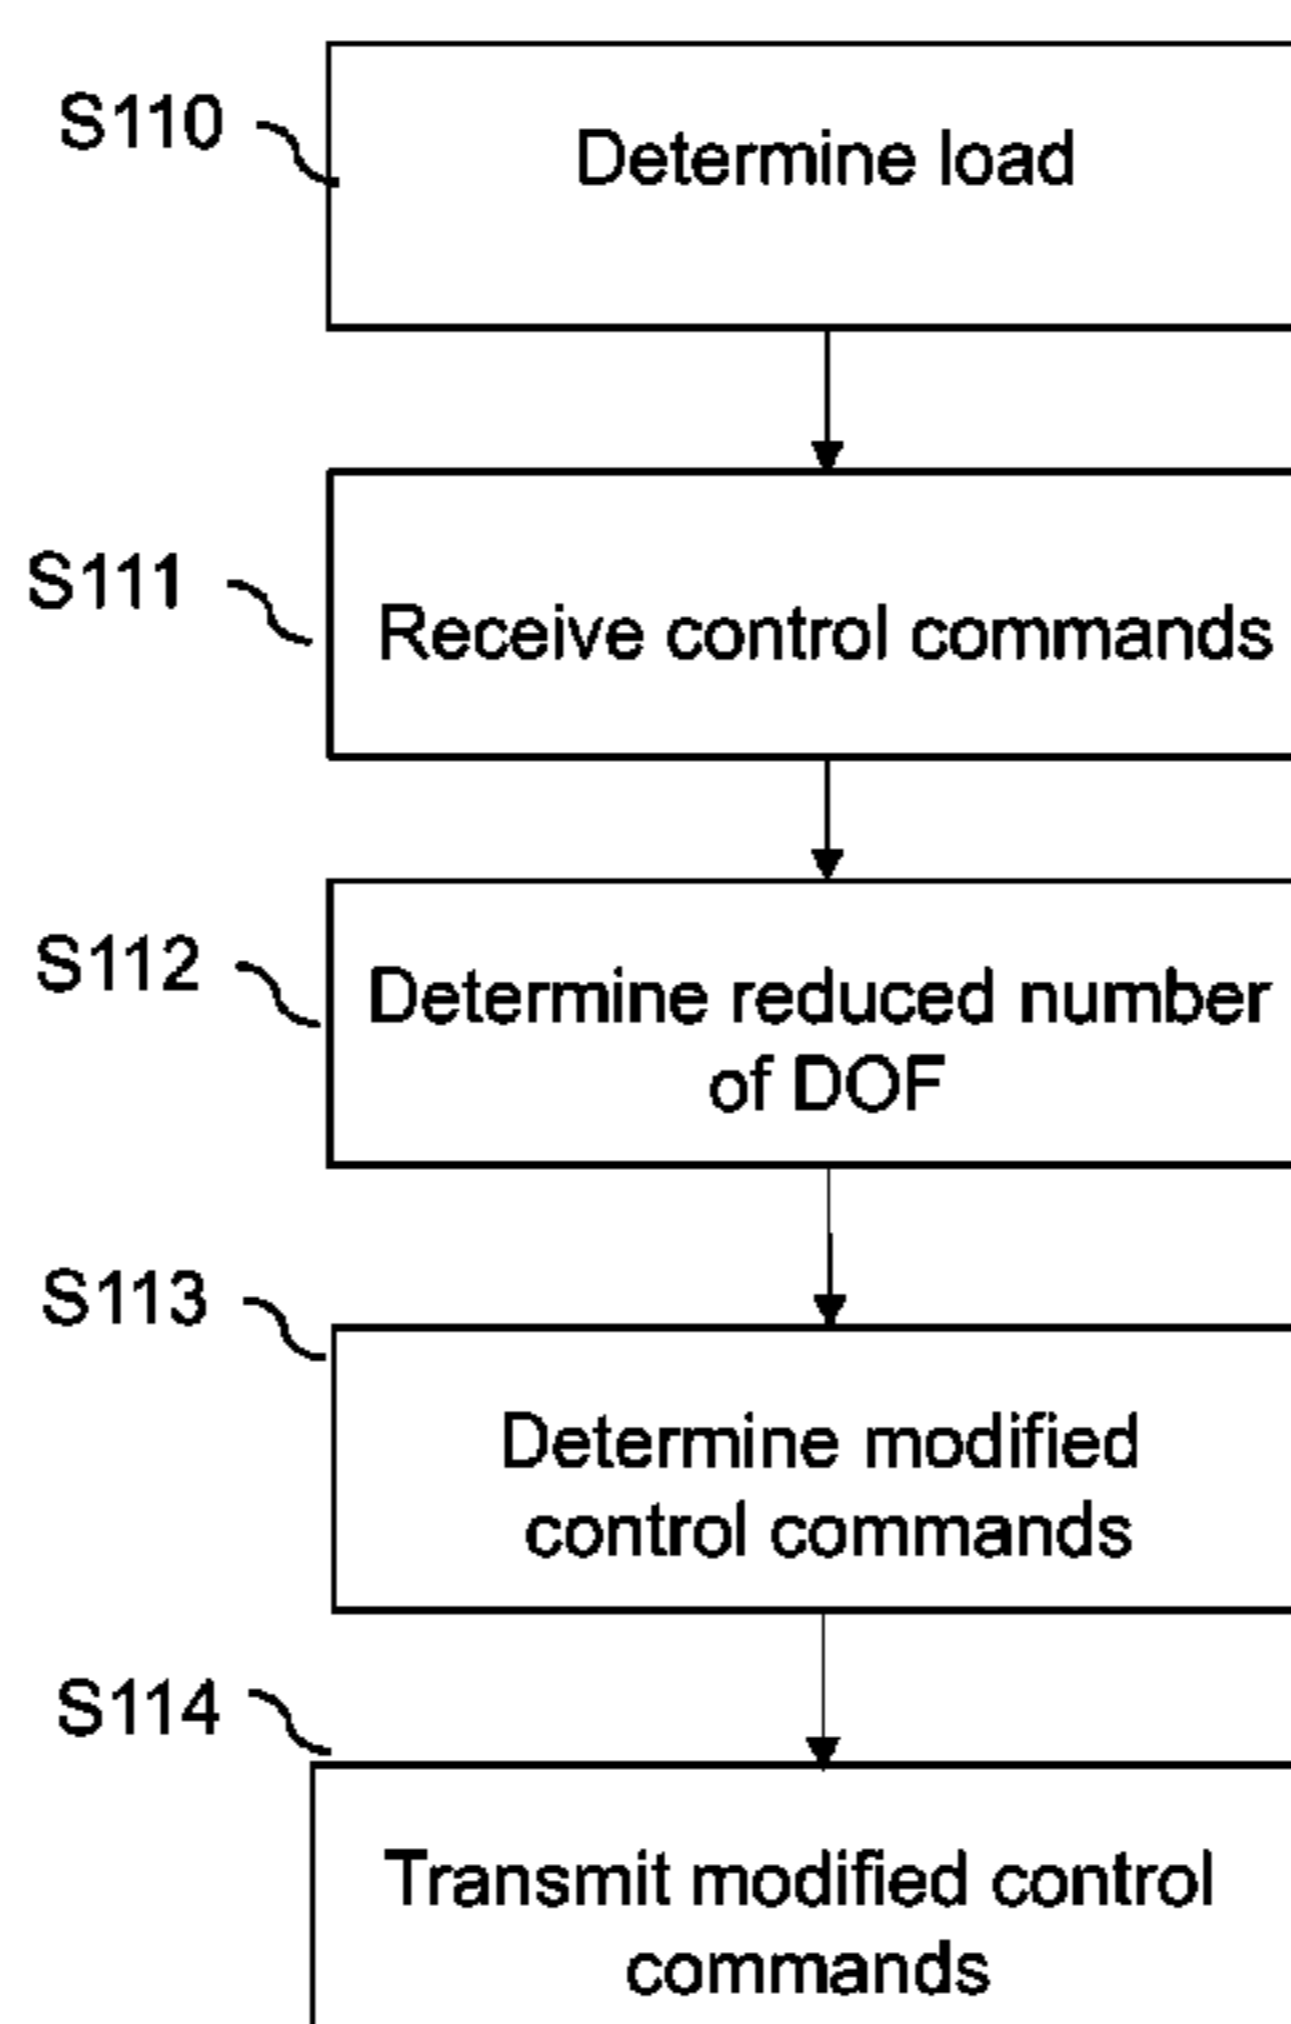 S110
Determine load
S111
Receive control commands
S112
Determine reduced number
of DOF
S113
Determine modified
control commands
S114
Transmit modified control
commands